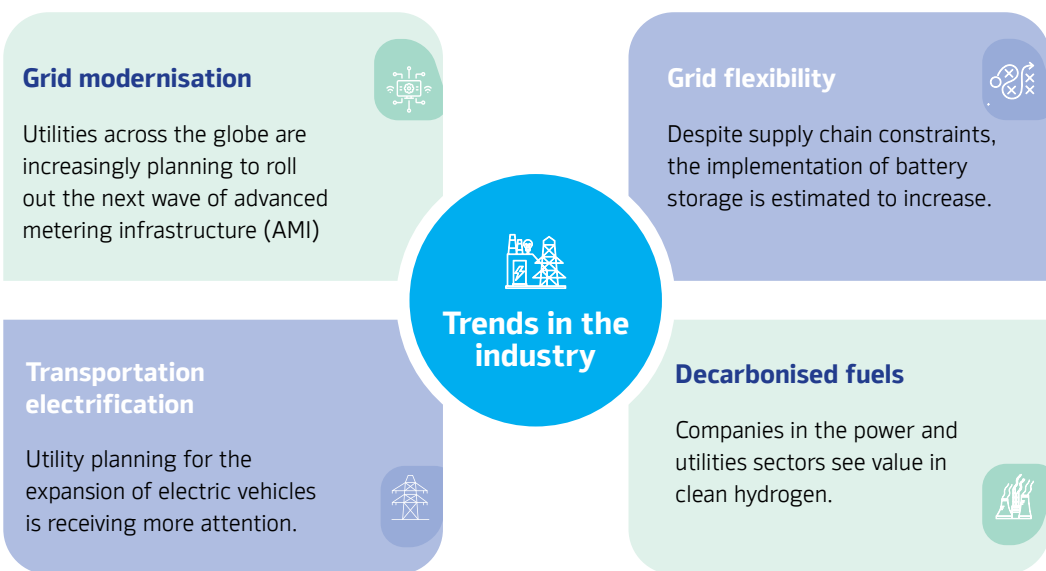 Grid modernisation
Utilities across the globe are
increasingly planning to roll
out the next wave of advanced
metering infrastructure (AMI)
Grid flexibility
Despite supply chain constraints,
the implementation of battery
storage is estimated to increase.
Trends in the
industry
Transportation
electrification
Utility planning for the
expansion of electric vehicles
is receiving more attention.
Decarbonised fuels
Companies in the power and
utilities sectors see value in
clean hydrogen.